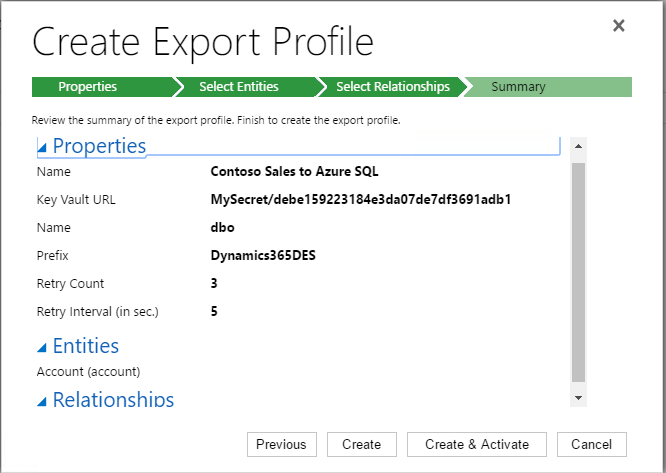 Create Export Profile
Properties Select Entities Select Relationships Summary
Review the summary of the export profile. Finish to create the export profile.
Properties
Name Contoso Sales to Azure SQL
Key Vault URL MySecret/debe159223184e3da07de7df3691adb1
Name dbo
Prefix Dynamics365DES
Retry Count 3
Retry Interval (in sec.) 5
Entities
Account (account)
Relationships
Previous Create Create & Activate Cancel